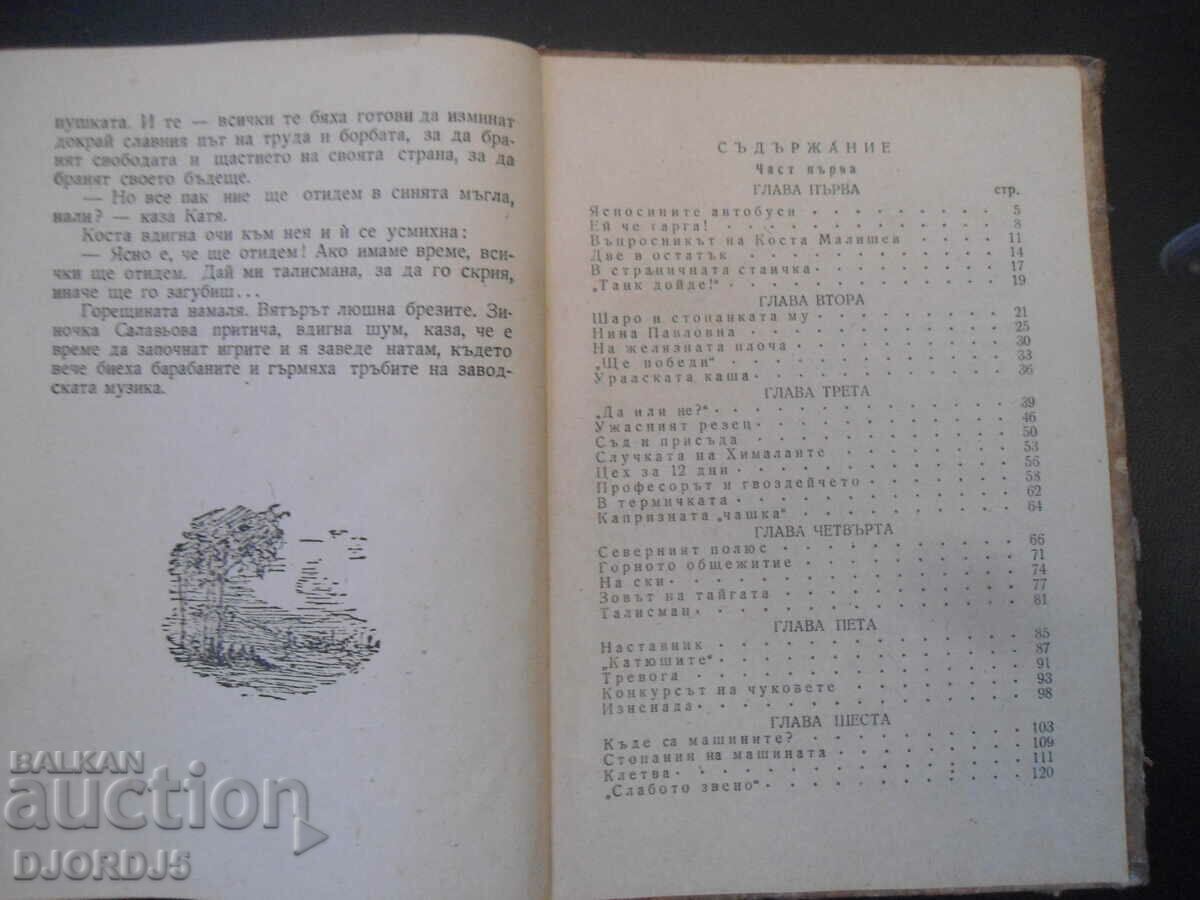 пушката. И те — всички те бяха готови да изминат
докрай славния път на труда и борбата, за да бра-
нят свободата и щастието на своята страна, за да
бранят своето бъдеще.
— Но все пак ние ще отидем в синята мъгла,
нали? — каза Катя.
Коста вдигна очи към нея и ѝ се усмихна:
— Ясно е, че ще отидем! Ако имаме време, вси-
чки ще отидем. Дай ми талисмана, за да го скрия,
иначе ще го загубиш...
Горещината намаля. Вятърът люшна брезите. Зи-
ночка Салавьова притича, вдигна шум, каза, че е
време да започнат игрите и я заведе натам, където
вече биеха барабаните и гърмяха тръбите на завод-
ската музика.
СЪДЪРЖАНИЕ
Част първа
ГЛАВА ПЪРВА стр.
Ясносините автобуси 5
Ей че гарга! 8
Въпросникът на Коста Малишев 11
Две в остатък 14
В страничната стаичка 17
„Танк дойде!“ 19
ГЛАВА ВТОРА
Шаро и стопанката му 21
Нина Павловна 25
На желязната плоча 30
„Ще победи“ 33
Уралската каша 36
ГЛАВА ТРЕТА
„Да или не?“ 39
Ужасният резец 46
Съд и присъда 50
Случката на Хималаите 53
Цех за 12 дни 56
Професорът и гвоздейчето 58
В термичката 62
Капризната „чашка“ 64
ГЛАВА ЧЕТВЪРТА
Северният полюс 66
Горното общежитие 71
На ски 74
Зовът на тайгата 77
Талисман 81
ГЛАВА ПЕТА
Наставник 85
„Катюшите“ 87
Тревога 91
Конкурсът на чуковете 93
Изненада 98
ГЛАВА ШЕСТА
Къде са машините? 103
Стопания на машината 109
Клетва 111
„Слабото звено“ 120
BALKAN
auction
DJORDJ5